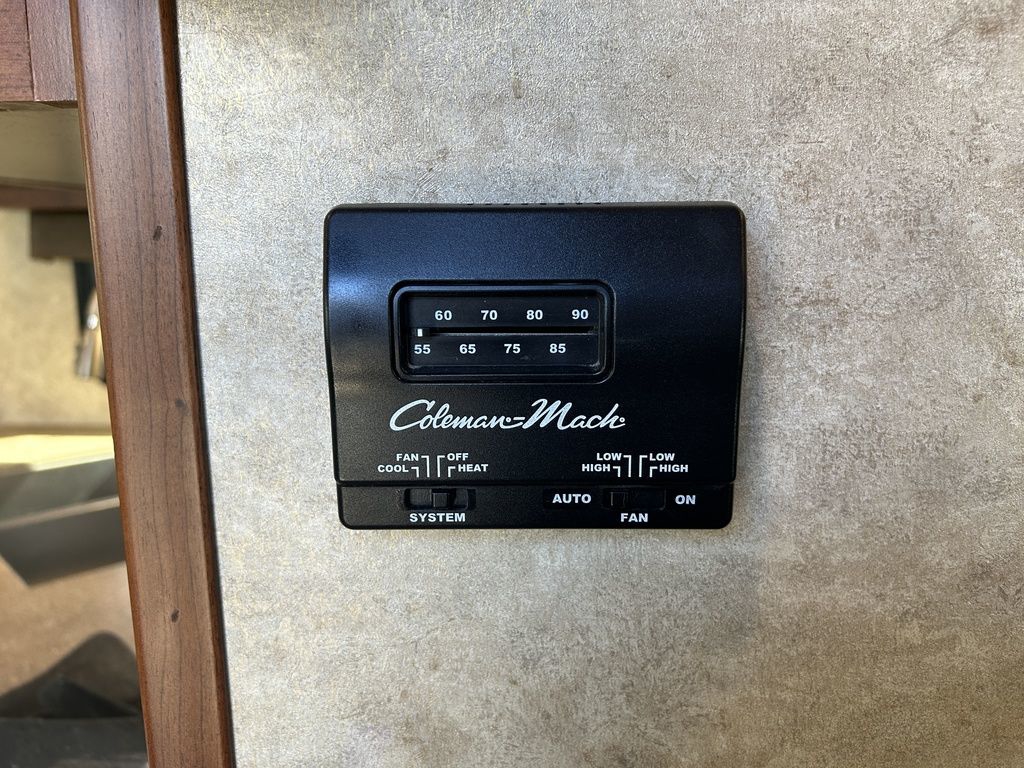 60 70 80 90
55 65 75 85
Coleman-Mach
FAN OFF
COOL HEAT
LOW LOW
HIGH HIGH
AUTO ON
SYSTEM
FAN